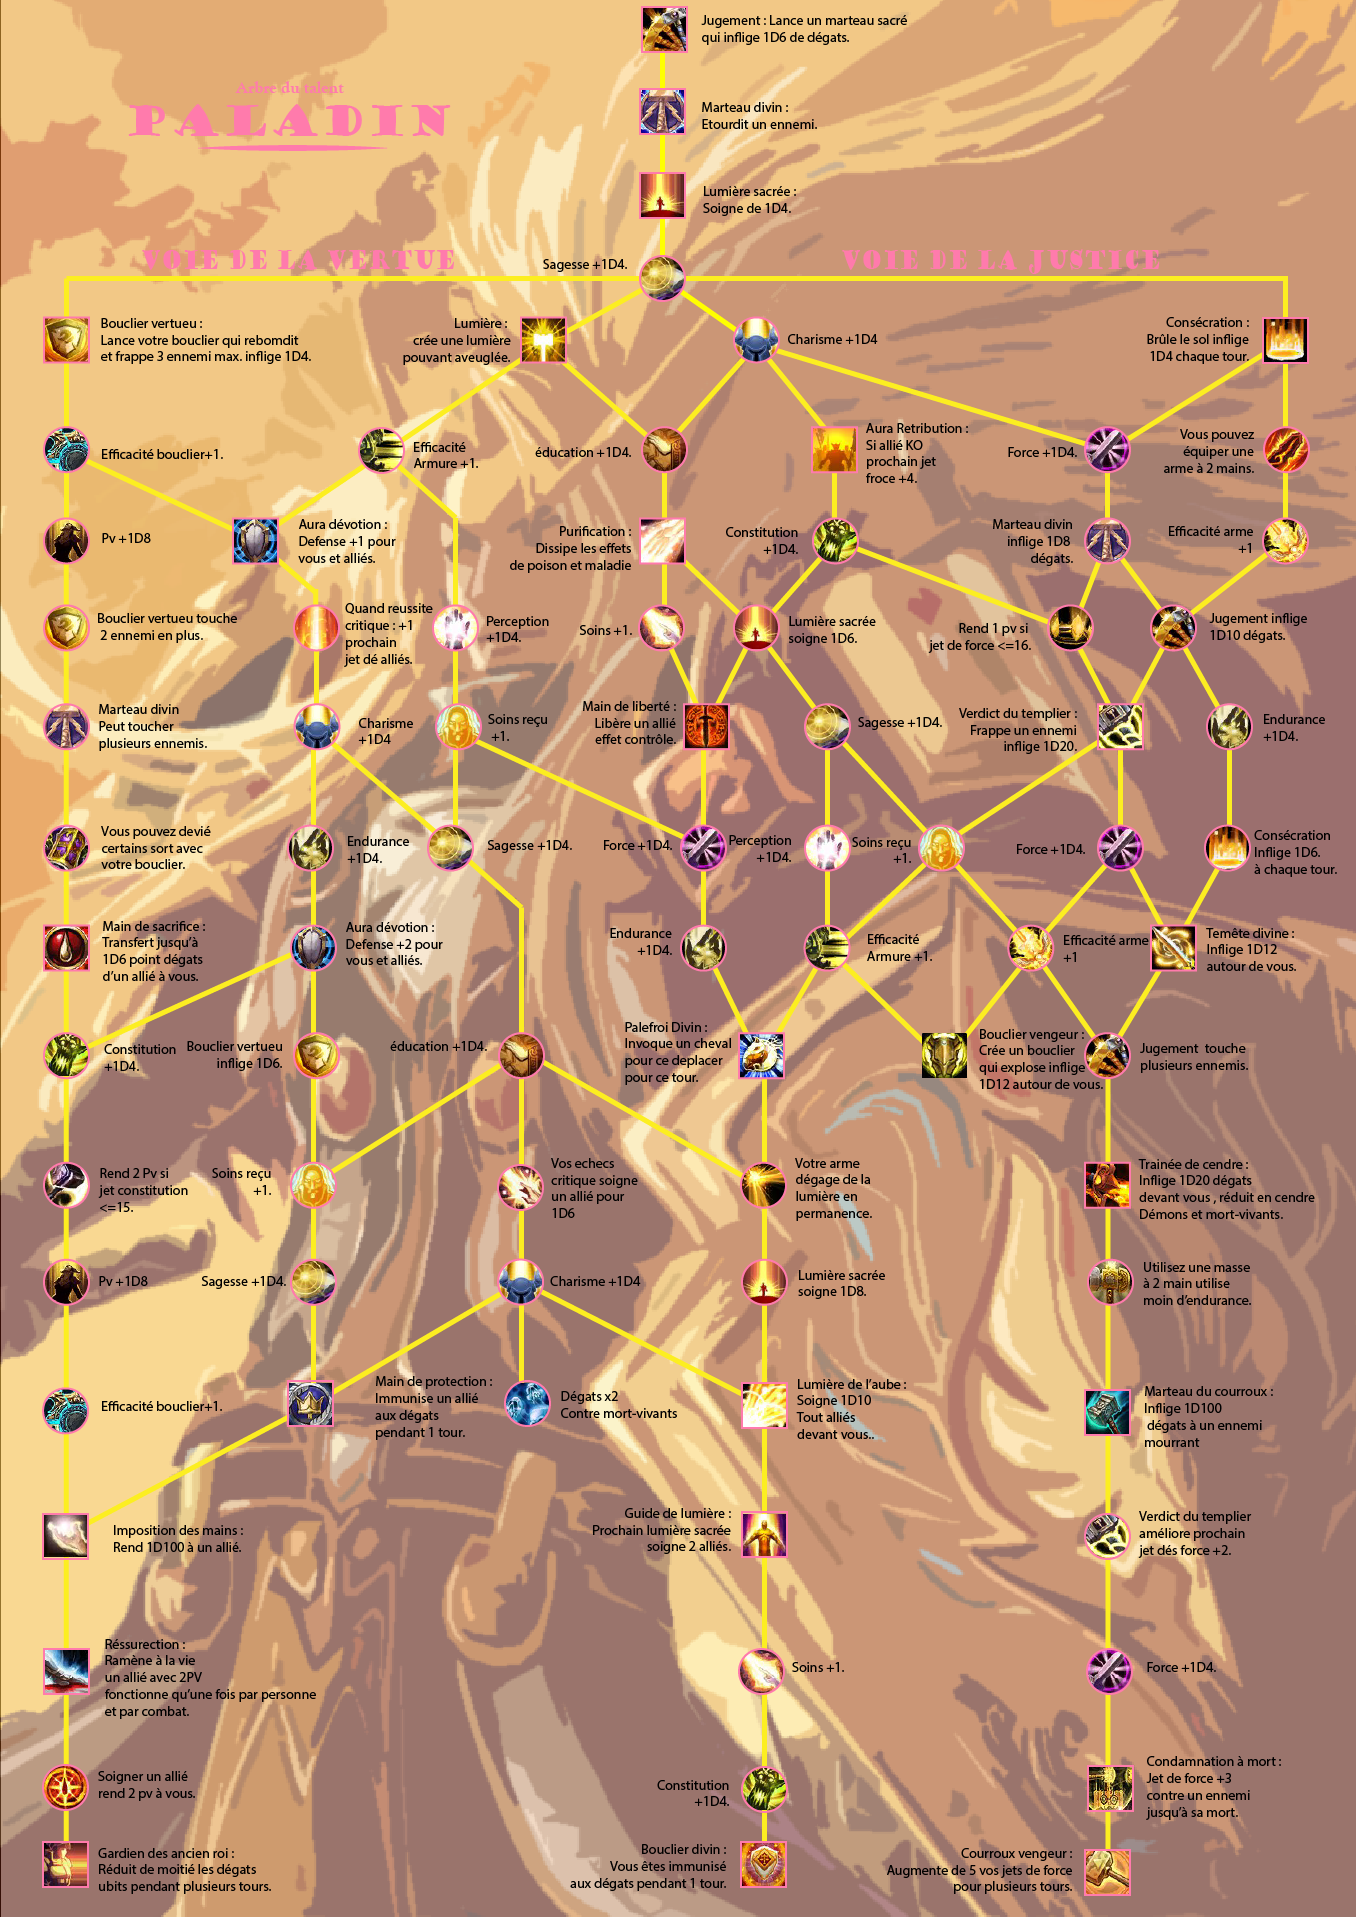 Jugement : Lance un marteau sacré
qui inflige 1D6 de dégats.
Arbre du talent
PALADIN
Marteau divin :
Etourdit un ennemi.
Lumière sacrée :
Soigne de 1D4.
VOIE DE LA VERTUE
Sagesse +1D4.
VOIE DE LA JUSTICE
Bouclier vertueu :
Lance votre bouclier qui rebomdit
et frappe 3 ennemi max. inflige 1D4.
Lumière :
crée une lumière
pouvant aveuglée.
Charisme +1D4
Consécration :
Brûle le sol inflige
1D4 chaque tour.
Efficacité bouclier+1.
Efficacité
Armure +1.
éducation +1D4.
Aura Retribution :
Si allié KO
prochain jet
froce +4.
Force +1D4.
Vous pouvez
équiper une
arme à 2 mains.
Pv +1D8
Aura dévotion :
Defense +1 pour
vous et alliés.
Purification :
Dissipe les effets
de poison et maladie
Constitution
+1D4.
Marteau divin
inflige 1D8
dégats.
Efficacité arme
+1
Bouclier vertueu touche
2 ennemi en plus.
Quand reussite
critique : +1
prochain
jet dé alliés.
Perception
+1D4.
Soins +1.
Lumière sacrée
soigne 1D6.
Rend 1 pv si
jet de force <=16.
Jugement inflige
1D10 dégats.
Marteau divin
Peut toucher
plusieurs ennemis.
Charisme
+1D4
Soins reçu
+1.
Main de liberté :
Libère un allié
effet contrôle.
Sagesse +1D4.
Verdict du templier :
Frappe un ennemi
inflige 1D20.
Endurance
+1D4.
Vous pouvez devié
certains sort avec
votre bouclier.
Endurance
+1D4.
Sagesse +1D4.
Force +1D4.
Perception
+1D4.
Soins reçu
+1.
Force +1D4.
Consécration
Inflige 1D6.
à chaque tour.
Main de sacrifice :
Transfert jusqu'à
1D6 point dégats
d'un allié à vous.
Aura dévotion :
Defense +2 pour
vous et alliés.
Endurance
+1D4.
Efficacité
Armure +1.
Efficacité arme
+1
Temête divine :
Inflige 1D12
autour de vous.
Constitution
+1D4.
Bouclier vertueu
inflige 1D6.
éducation +1D4.
Palefroi Divin :
Invoque un cheval
pour ce deplacer
pour ce tour.
Bouclier vengeur :
Crée un bouclier
qui explose inflige
1D12 autour de vous.
Jugement touche
plusieurs ennemis.
Rend 2 Pv si
jet constitution
<=15.
Soins reçu
+1.
Vos echecs
critique soigne
un allié pour
1D6
Votre arme
dégage de la
lumière en
permanence.
Trainée de cendre :
Inflige 1D20 dégats
devant vous , réduit en cendre
Démons et mort-vivants.
Pv +1D8
Sagesse +1D4.
Charisme +1D4
Lumière sacrée
soigne 1D8.
Utilisez une masse
à 2 main utilise
moin d'endurance.
Efficacité bouclier+1.
Main de protection :
Immunise un allié
aux dégats
pendant 1 tour.
Dégats x2
Contre mort-vivants
Lumière de l'aube :
Soigne 1D10
Tout alliés
devant vous..
Marteau du courroux :
Inflige 1D100
dégats à un ennemi
mourrant
Imposition des mains :
Rend 1D100 à un allié.
Guide de lumière :
Prochain lumière sacrée
soigne 2 alliés.
Verdict du templier
améliore prochain
jet dés force +2.
Réssurection :
Ramène à la vie
un allié avec 2PV
fonctionne qu'une fois par personne
et par combat.
Soins +1.
Force +1D4.
Soigner un allié
rend 2 pv à vous.
Constitution
+1D4.
Condamnation à mort :
Jet de force +3
contre un ennemi
jusqu'à sa mort.
Gardien des ancien roi :
Réduit de moitié les dégats
ubits pendant plusieurs tours.
Bouclier divin :
Vous êtes immunisé
aux dégats pendant 1 tour.
Courroux vengeur :
Augmente de 5 vos jets de force
pour plusieurs tours.